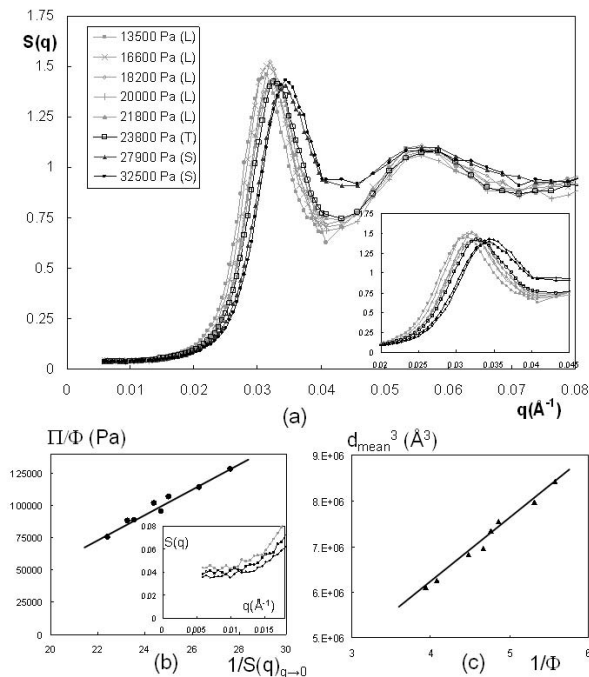 1.75
S(q)
1.5
1.25
1
0.75
0.5
0.25
0
13500 Pa (L)
16600 Pa (L)
18200 Pa (L)
20000 Pa (L)
21800 Pa (L)
23800 Pa (T)
27900 Pa (S)
32500 Pa (S)
1.75
1.5
1.25
1
0.75
0.5
0.25
0
0.02 0.025 0.03 0.035 0.04 0.045
0 0.01 0.02 0.03 0.04 0.05 0.06 0.07 0.08
(a)
q(Å⁻¹)
Π/Φ (Pa)
125000
100000
75000
50000
25000
0
0.08
0.06
0.04
0.02
0
S(q)
q(Å⁻¹)
0 0.005 0.01 0.015
20 22 24 26 28 30
(b)
1/S(q)q→0
dmean³ (Å³)
9.E+06
8.E+06
7.E+06
6.E+06
5.E+06
3 4 5 6
(c)
1/Φ